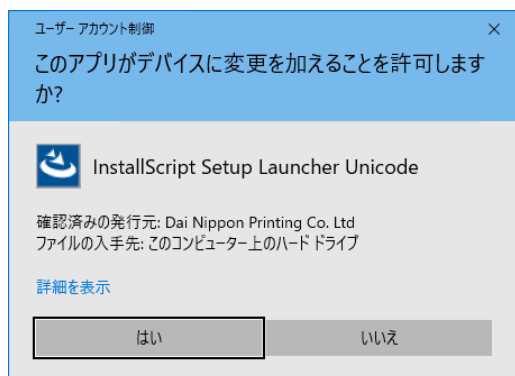 ユーザー アカウント制御
このアプリがデバイスに変更を加えることを許可します
か?
InstallScript Setup Launcher Unicode
確認済みの発行元: Dai Nippon Printing Co. Ltd
ファイルの入手先: このコンピューター上のハード ドライブ
詳細を表示
はい
いいえ